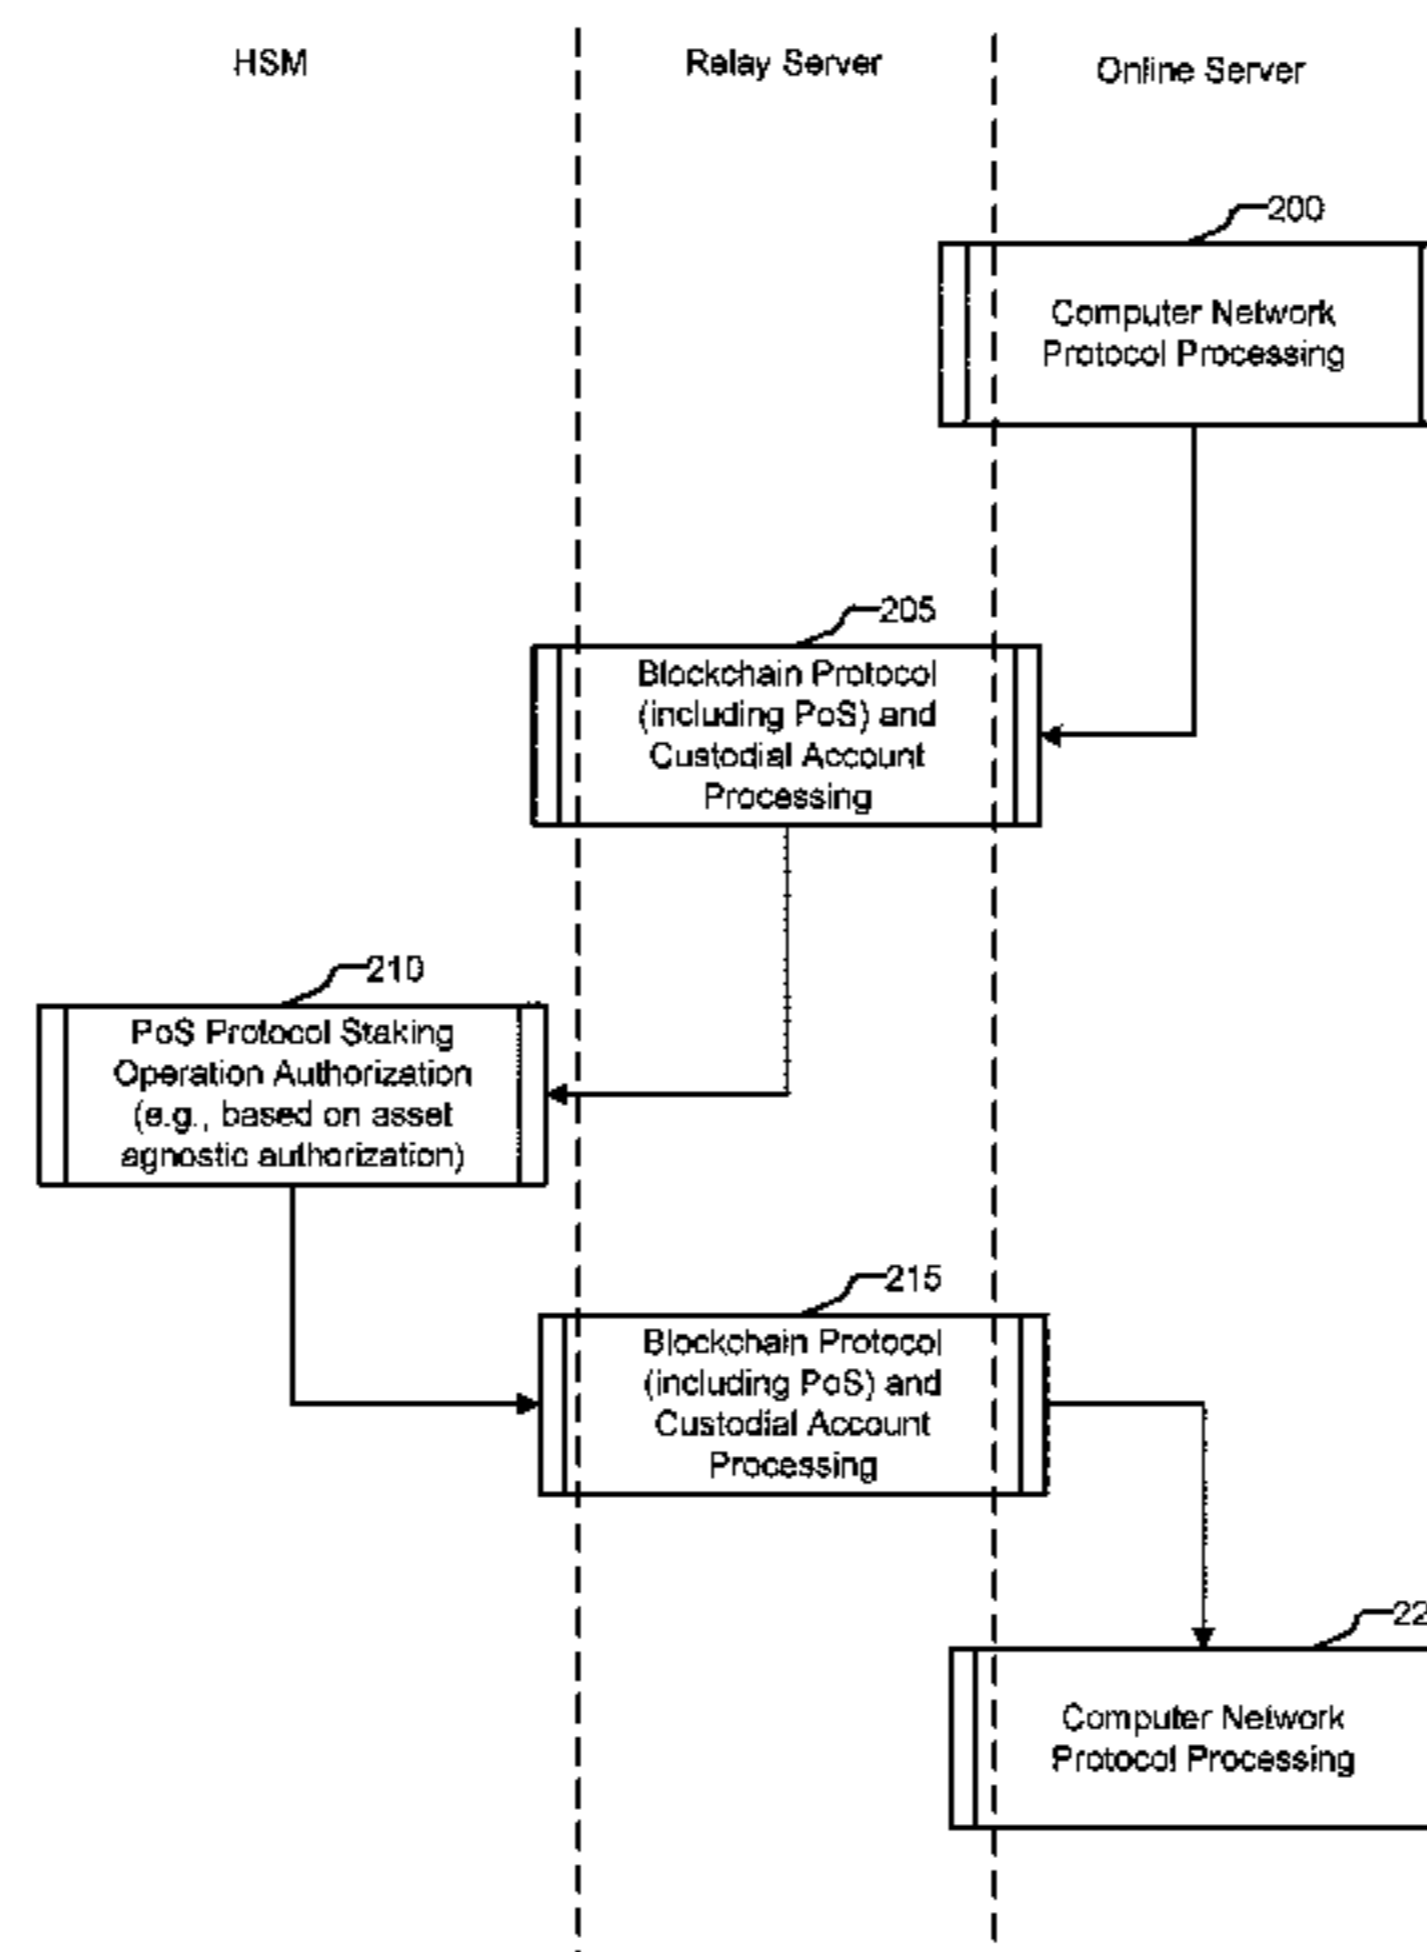 HSM
Relay Server
Online Server
200
Computer Network
Protocol Processing
205
Blockchain Protocol
(including PoS) and
Custodial Account
Processing
210
PoS Protocol Staking
Operation Authorization
(e.g., based on asset
agnostic authorization)
215
Blockchain Protocol
(including PoS) and
Custodial Account
Processing
22
Computer Network
Protocol Processing